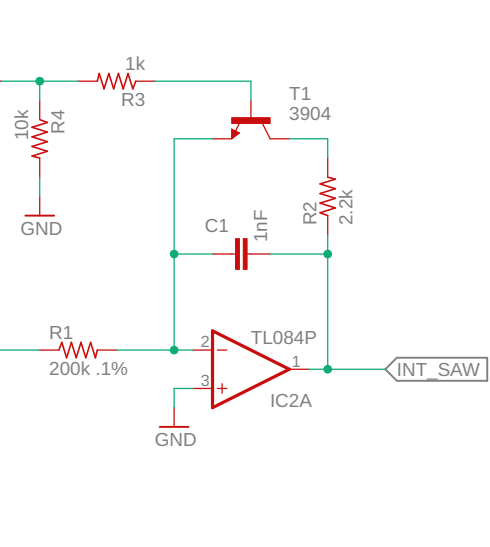 1k
R3
T1
3904
10k
R4
GND
R2
2.2k
C1
1nF
R1
200k .1%
2
3
TL084P
1
INT_SAW
IC2A
GND